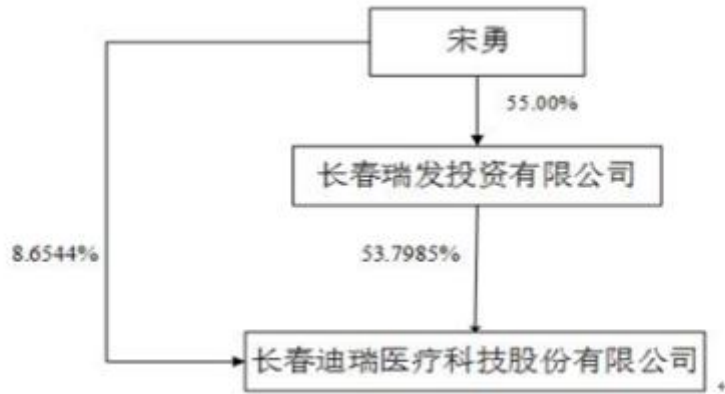 宋勇
55.00%
长春瑞发投资有限公司
8.6544%
53.7985%
长春迪瑞医疗科技股份有限公司